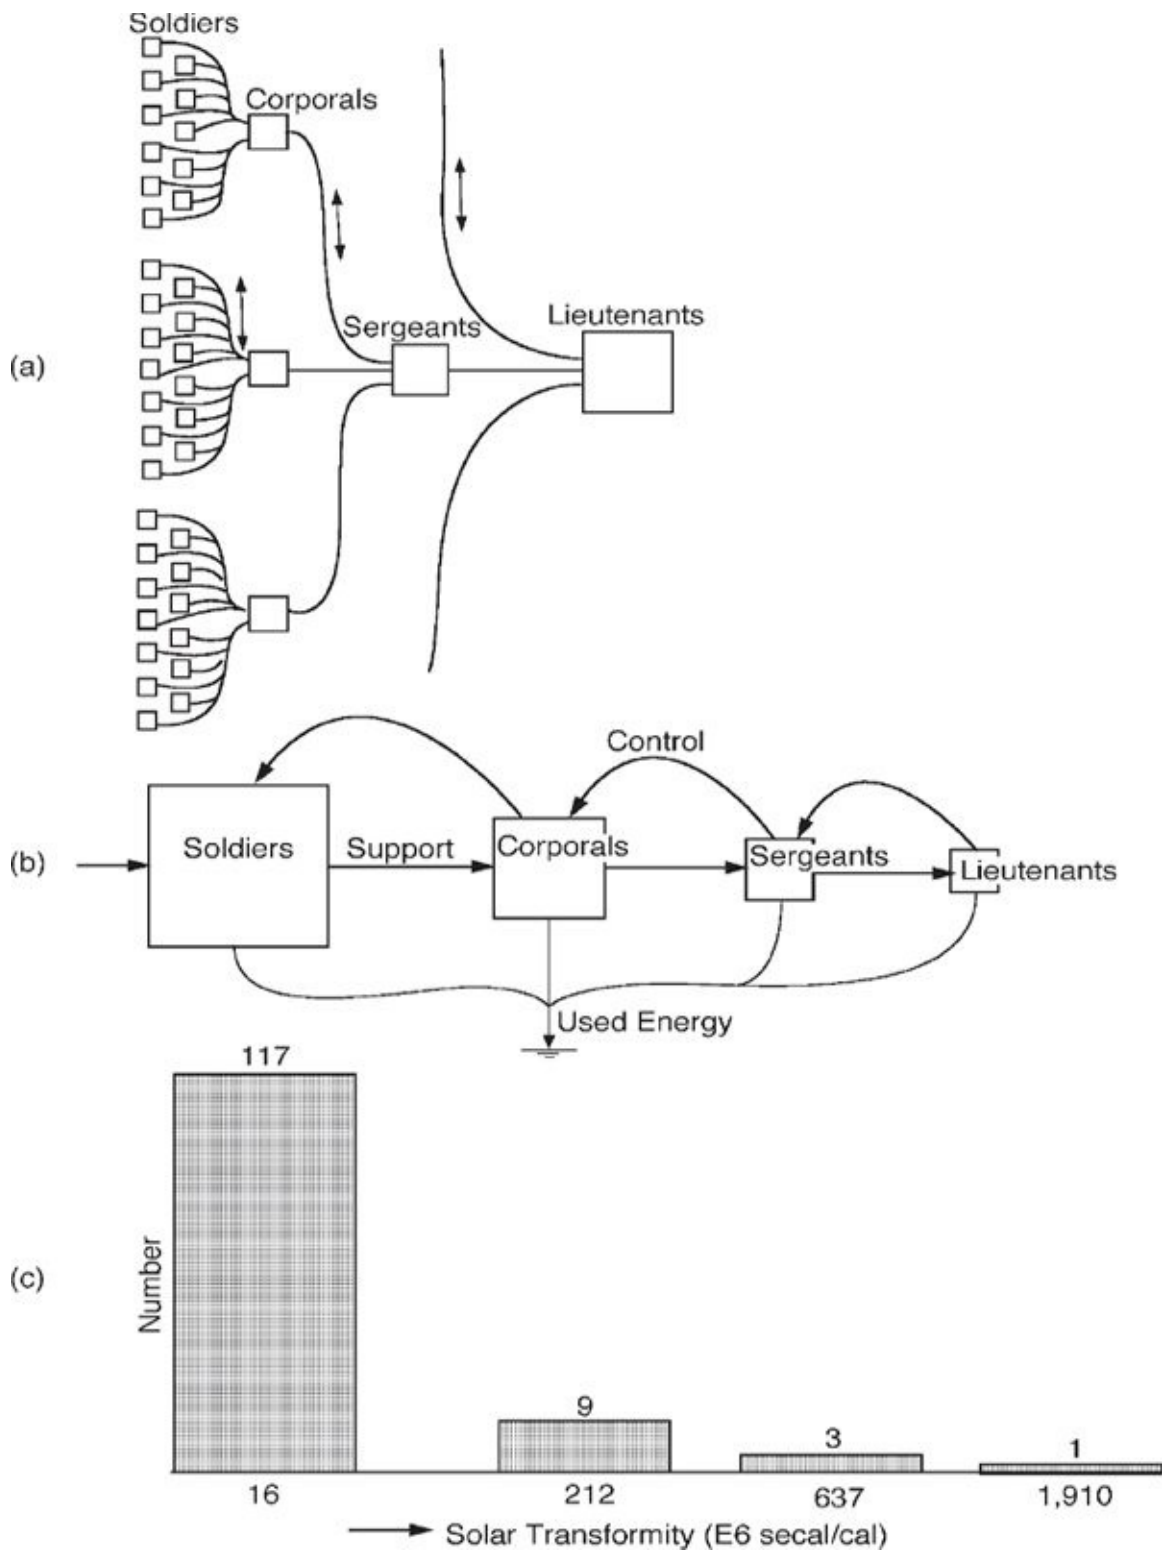 Soldiers
Corporals
Sergeants
Lieutenants
(a)
Control
(b)
Soldiers
Support
Corporals
Sergeants
Lieutenants
Used Energy
117
(c)
Number
9
3
1
16
212
637
1,910
Solar Transformity (E6 secal/cal)